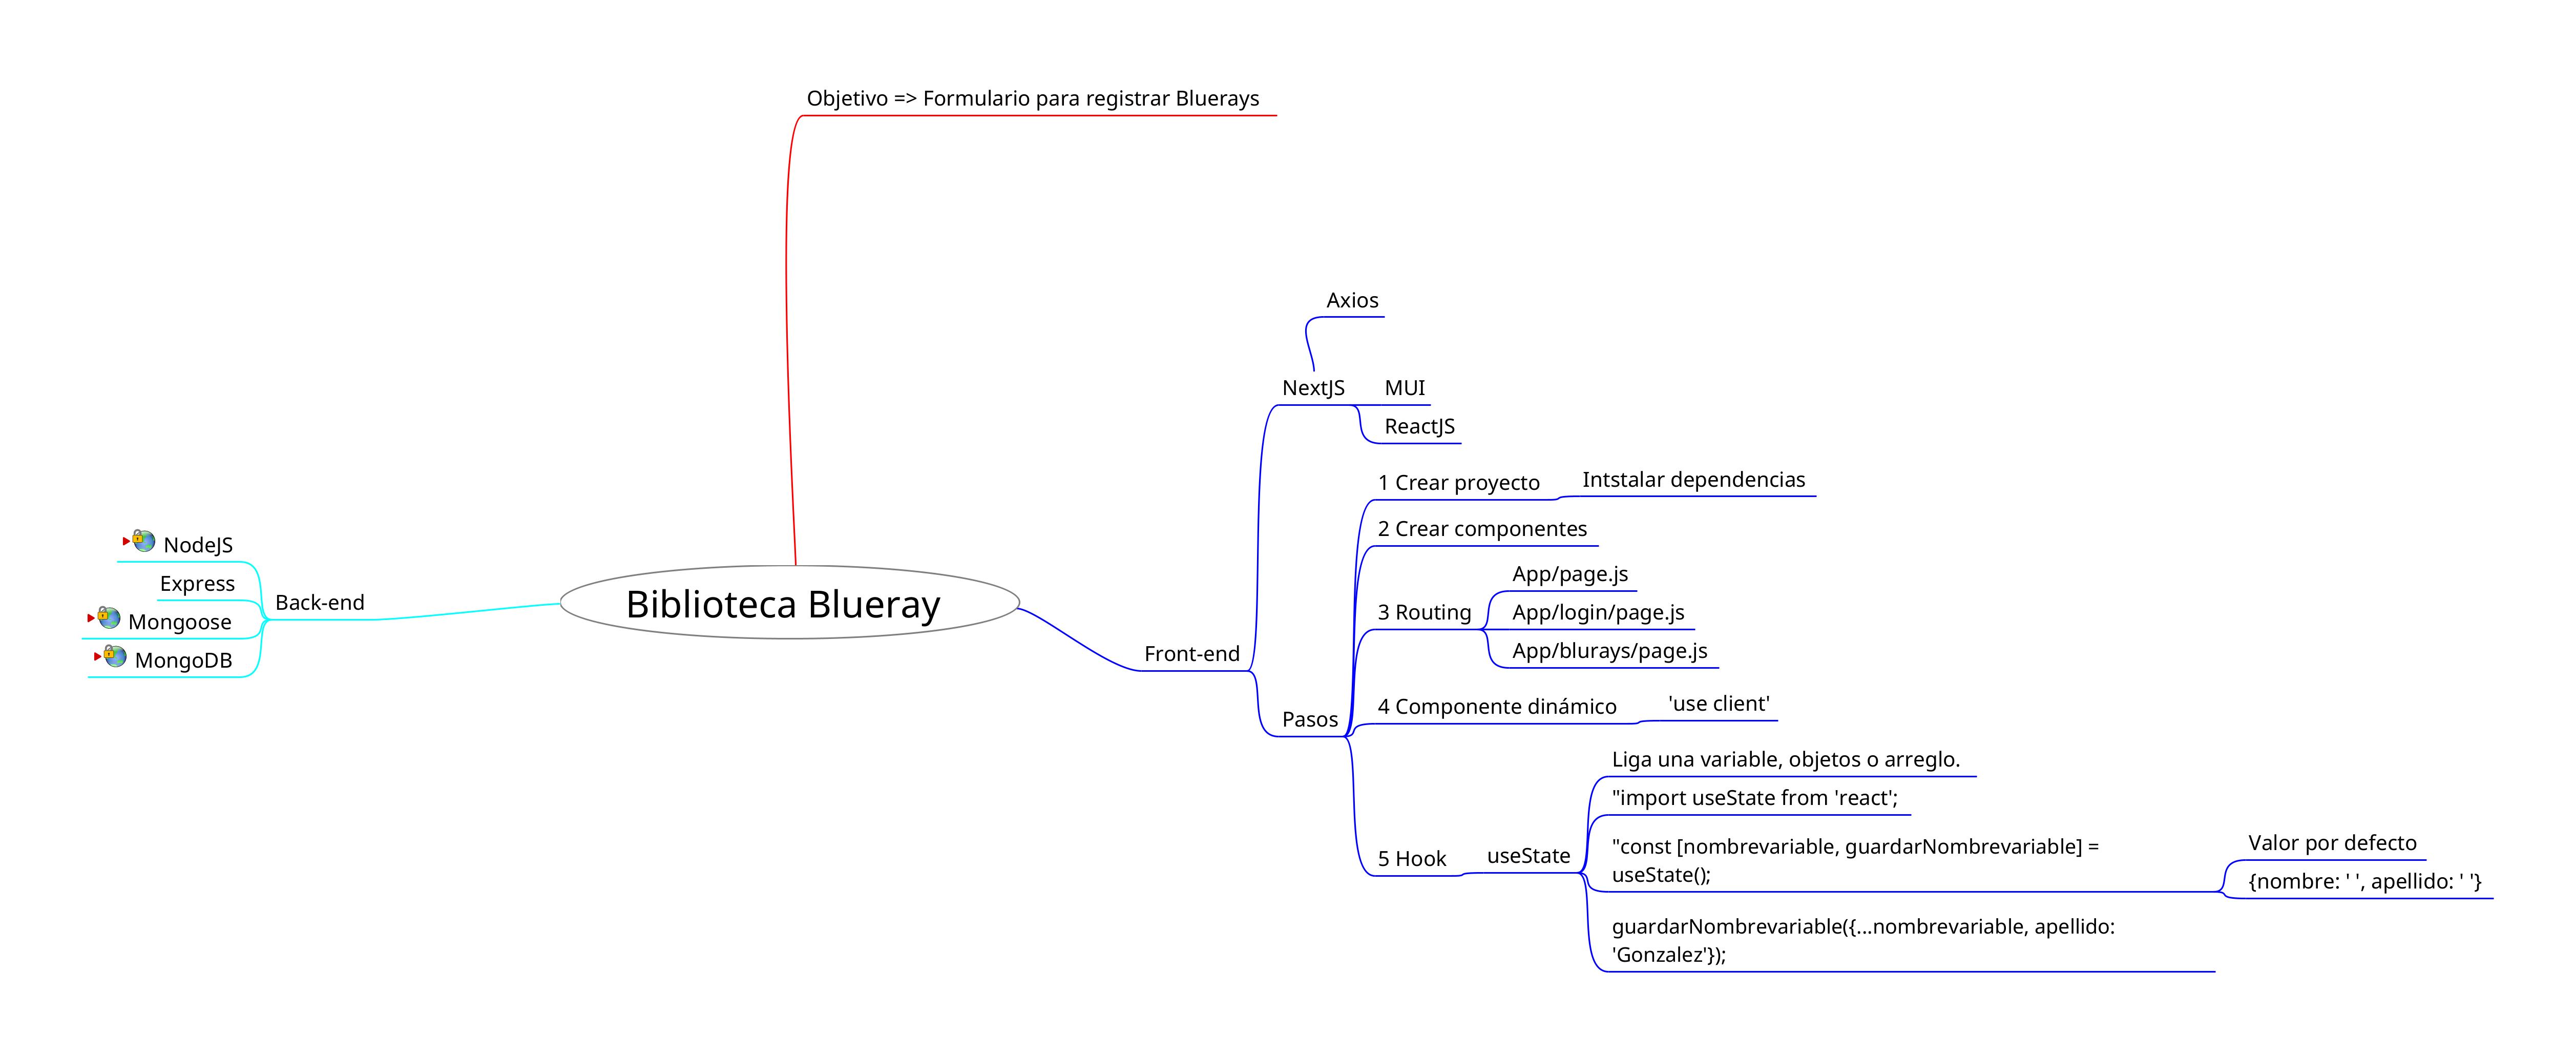 Objetivo => Formulario para registrar Bluerays
Axios
NextJS
MUI
ReactJS
1 Crear proyecto
Intstalar dependencias
2 Crear componentes
App/page.js
3 Routing
App/login/page.js
App/blurays/page.js
4 Componente dinámico
'use client'
Pasos
Front-end
Liga una variable, objetos o arreglo.
"import useState from 'react';
5 Hook
useState
"const [nombrevariable, guardarNombrevariable] =
useState();
Valor por defecto
{nombre: ' ', apellido: ' '}
guardarNombrevariable({...nombrevariable, apellido:
'Gonzalez'});
Biblioteca Blueray
Back-end
NodeJS
Express
Mongoose
MongoDB